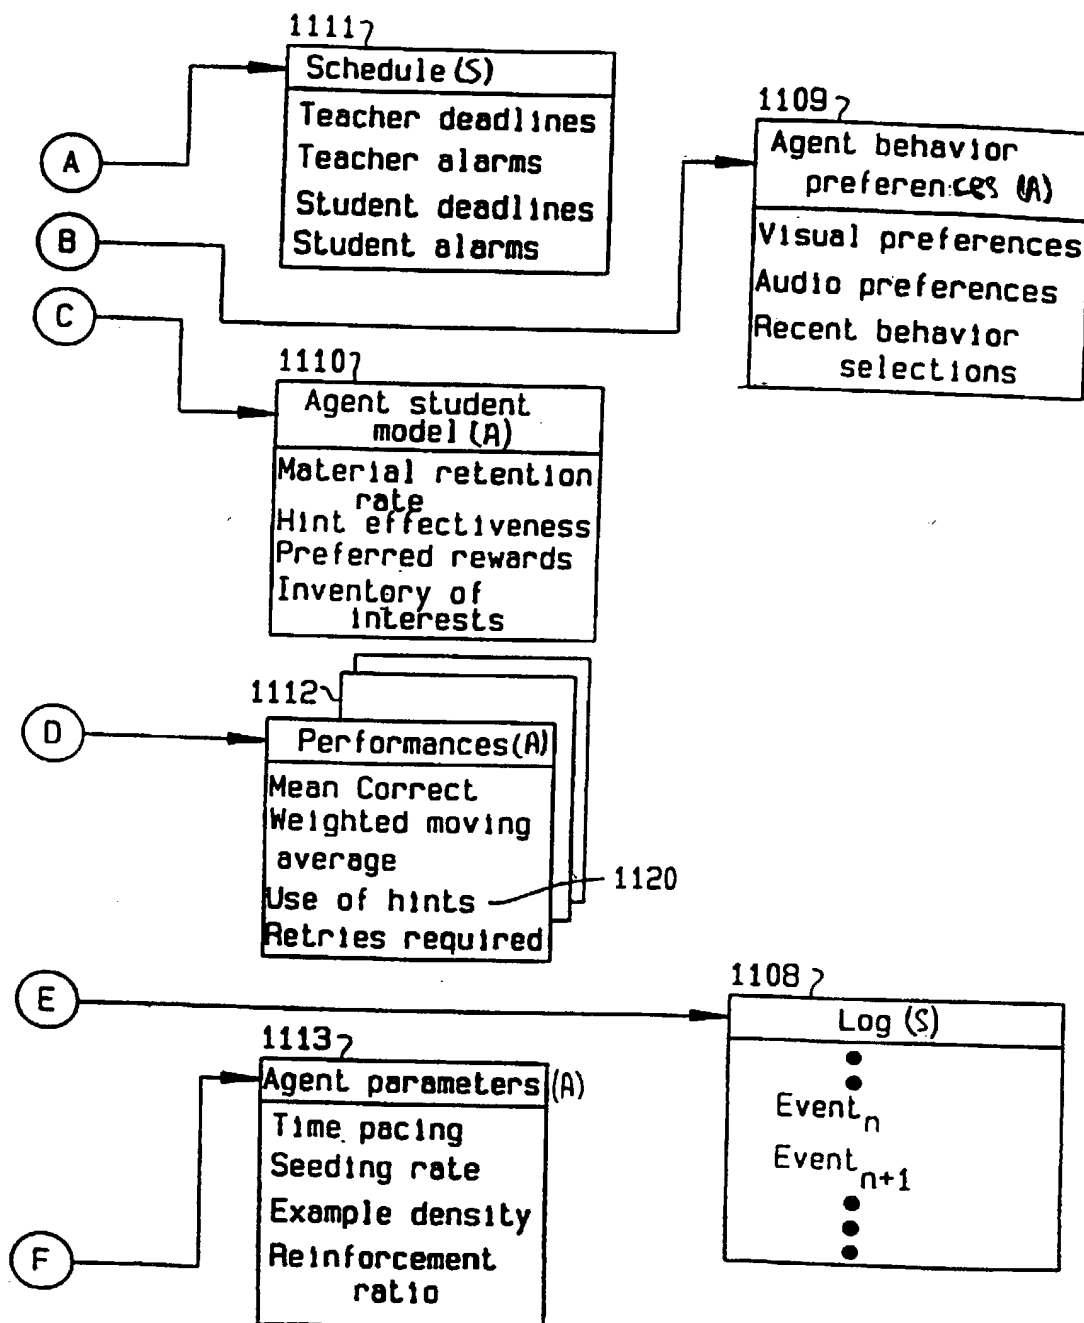 1111
Schedule (S)
Teacher deadlines
Teacher alarms
Student deadlines
Student alarms
A
B
C
1109
Agent behavior
preferences (A)
Visual preferences
Audio preferences
Recent behavior
selections
1110
Agent student
model (A)
Material retention
rate
Hint effectiveness
Preferred rewards
Inventory of
interests
D
1112
Performances (A)
Mean Correct
Weighted moving
average
Use of hints
1120
Retries required
E
1108
Log (S)
Event n
Event n+1
1113
Agent parameters (A)
Time pacing
Seeding rate
Example density
Reinforcement
ratio
F